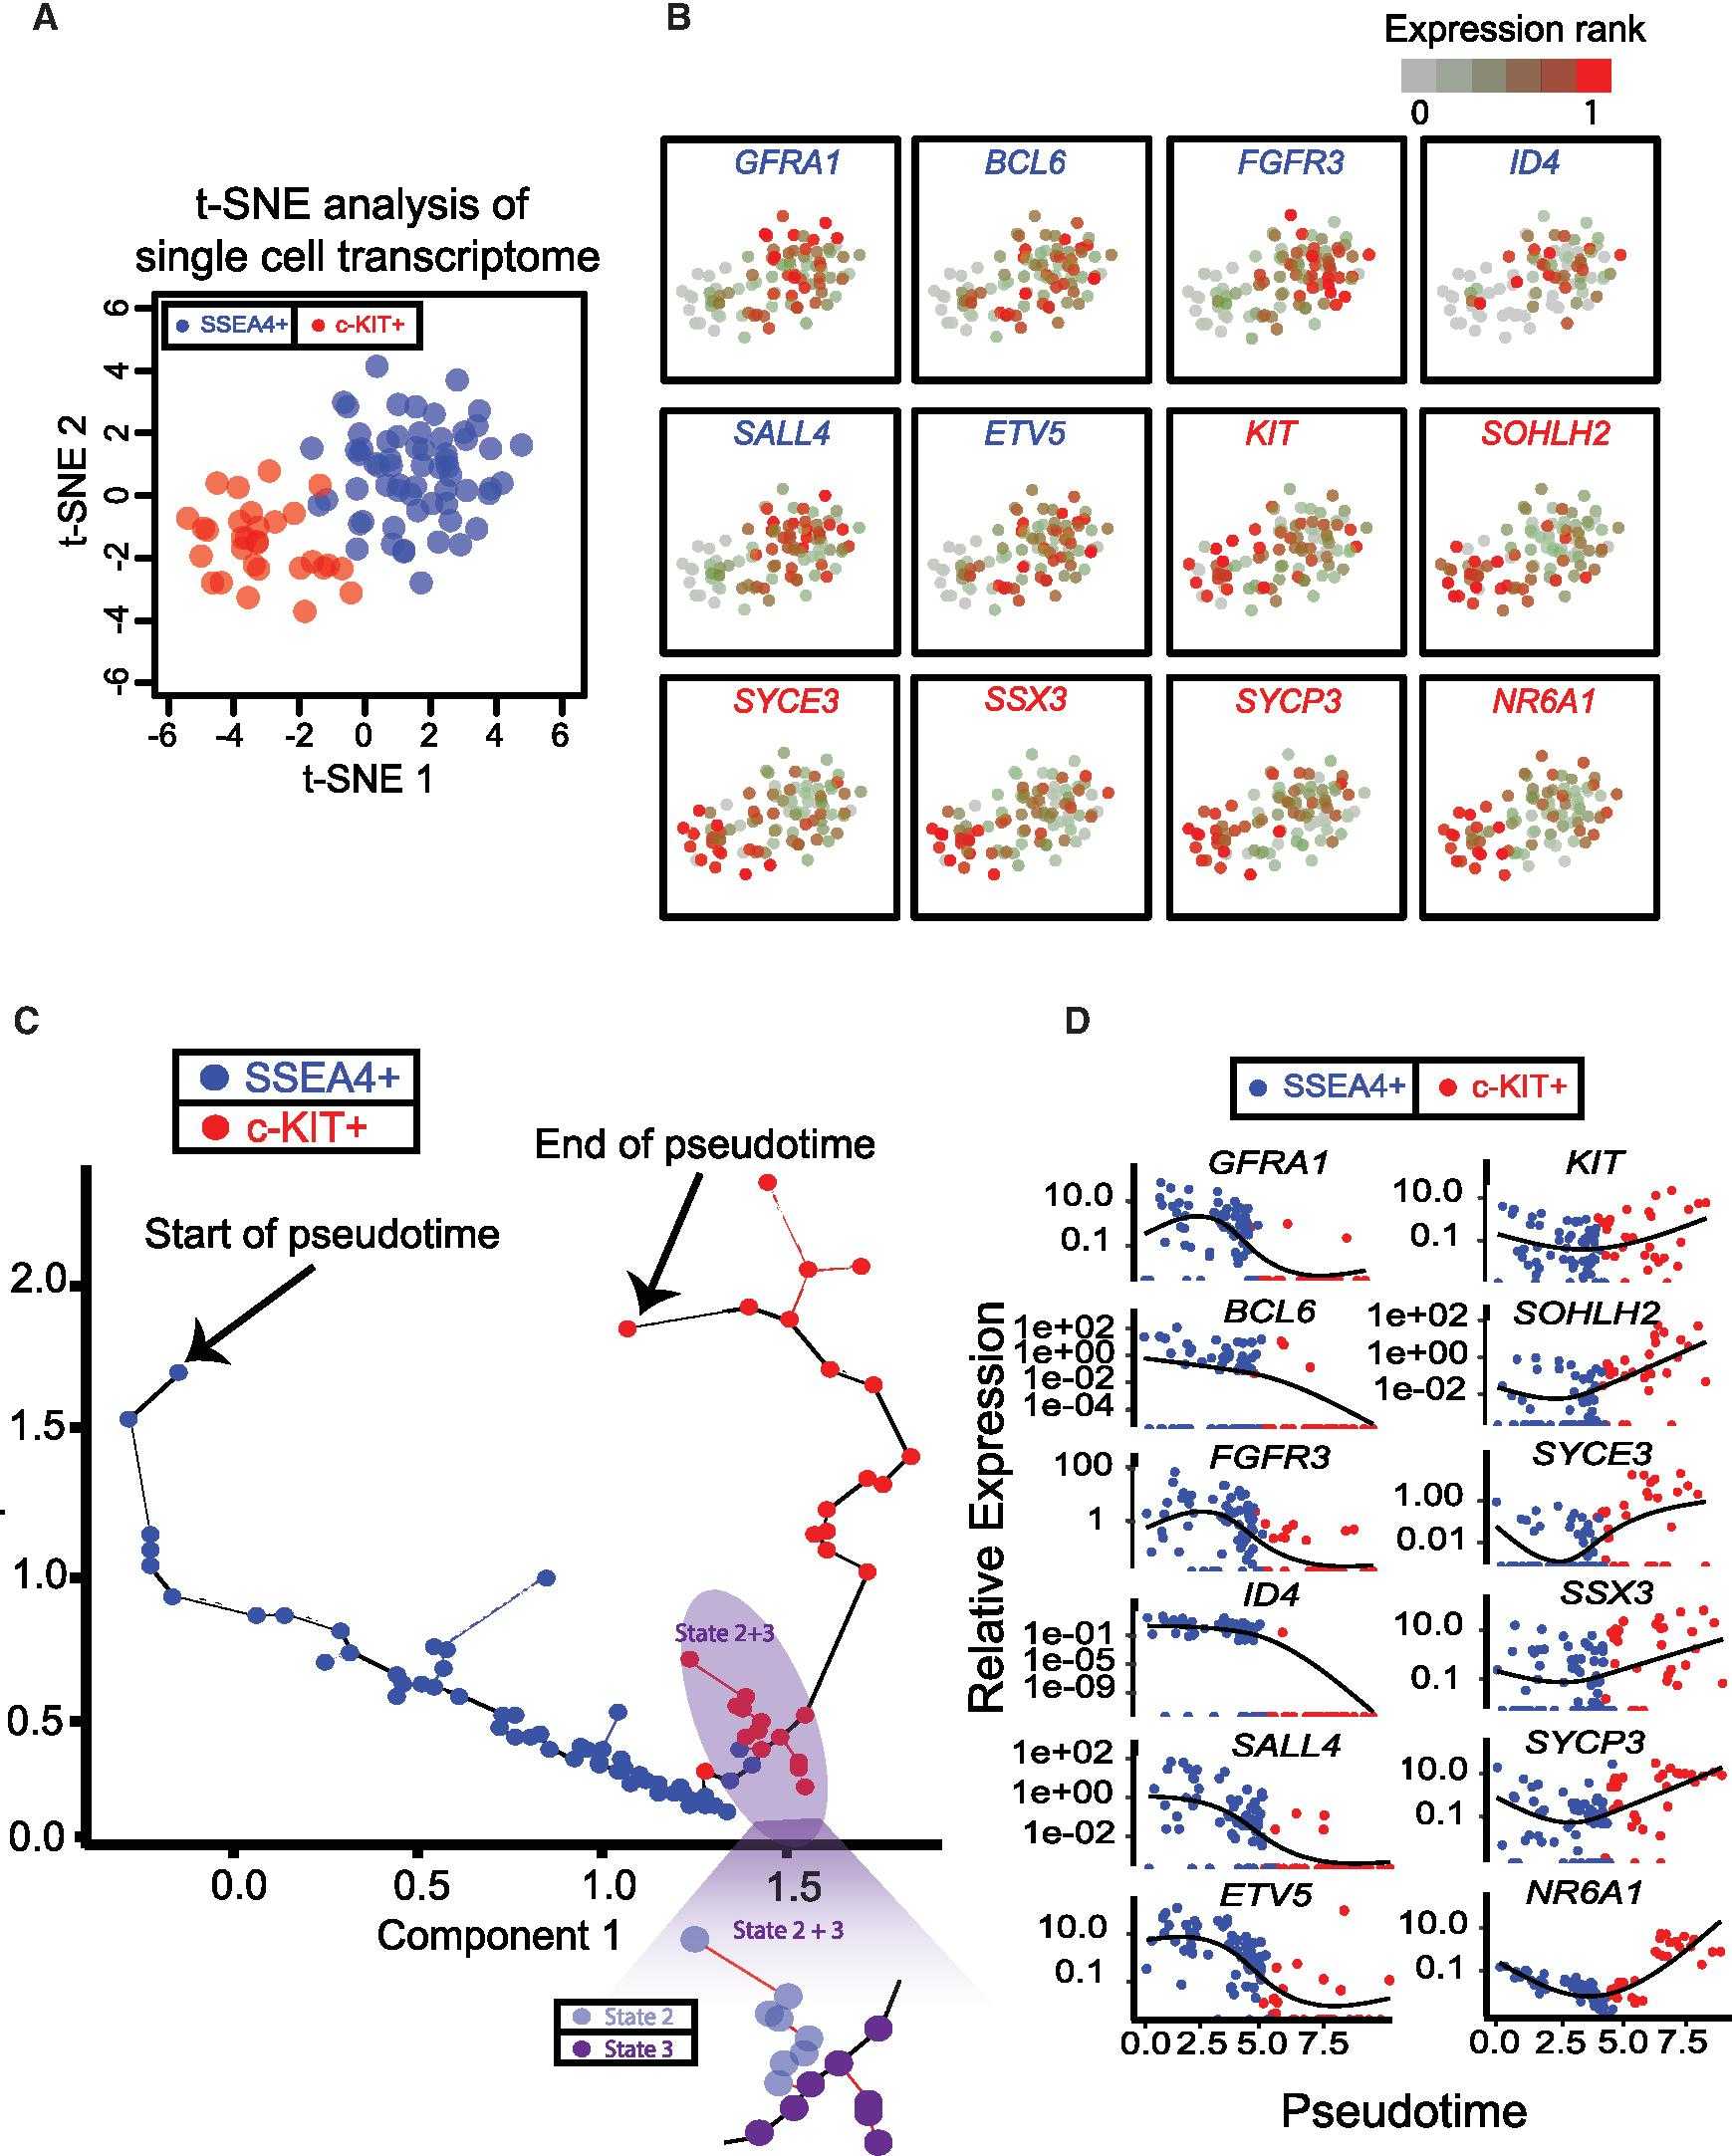 A
t-SNE analysis of
single cell transcriptome
SSEA4+ c-KIT+
6
4
2
0
-2
-4
-6
t-SNE 2
-6 -4 -2 0 2 4 6
t-SNE 1
B
Expression rank
0 1
GFRA1 BCL6 FGFR3 ID4
SALL4 ETV5 KIT SOHLH2
SYCE3 SSX3 SYCP3 NR6A1
C
SSEA4+
c-KIT+
Start of pseudotime
End of pseudotime
2.0
1.5
1.0
0.5
0.0
State 2+3
0.0 0.5 1.0 1.5
Component 1
State 2 + 3
State 2
State 3
D
SSEA4+ c-KIT+
Relative Expression
GFRA1
10.0
0.1
KIT
10.0
0.1
BCL6
1e+02
1e+00
1e-02
1e-04
SOHLH2
1e+02
1e+00
1e-02
FGFR3
100
1
SYCE3
1.00
0.01
ID4
1e-01
1e-05
1e-09
SSX3
10.0
0.1
SALL4
1e+02
1e+00
1e-02
SYCP3
10.0
0.1
ETV5
10.0
0.1
NR6A1
10.0
0.1
0.0 2.5 5.0 7.5
0.0 2.5 5.0 7.5
Pseudotime